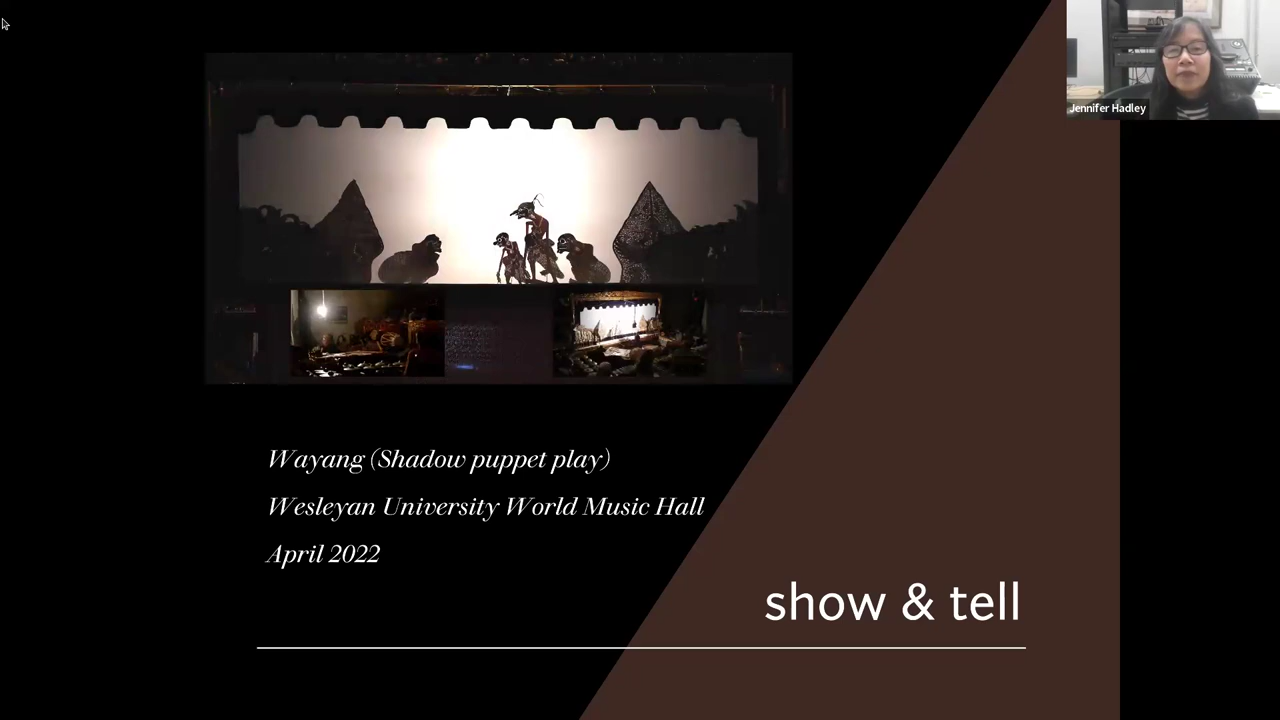 Jennifer Hadley
Wayang (Shadow puppet play)
Wesleyan University World Music Hall
April 2022
show & tell